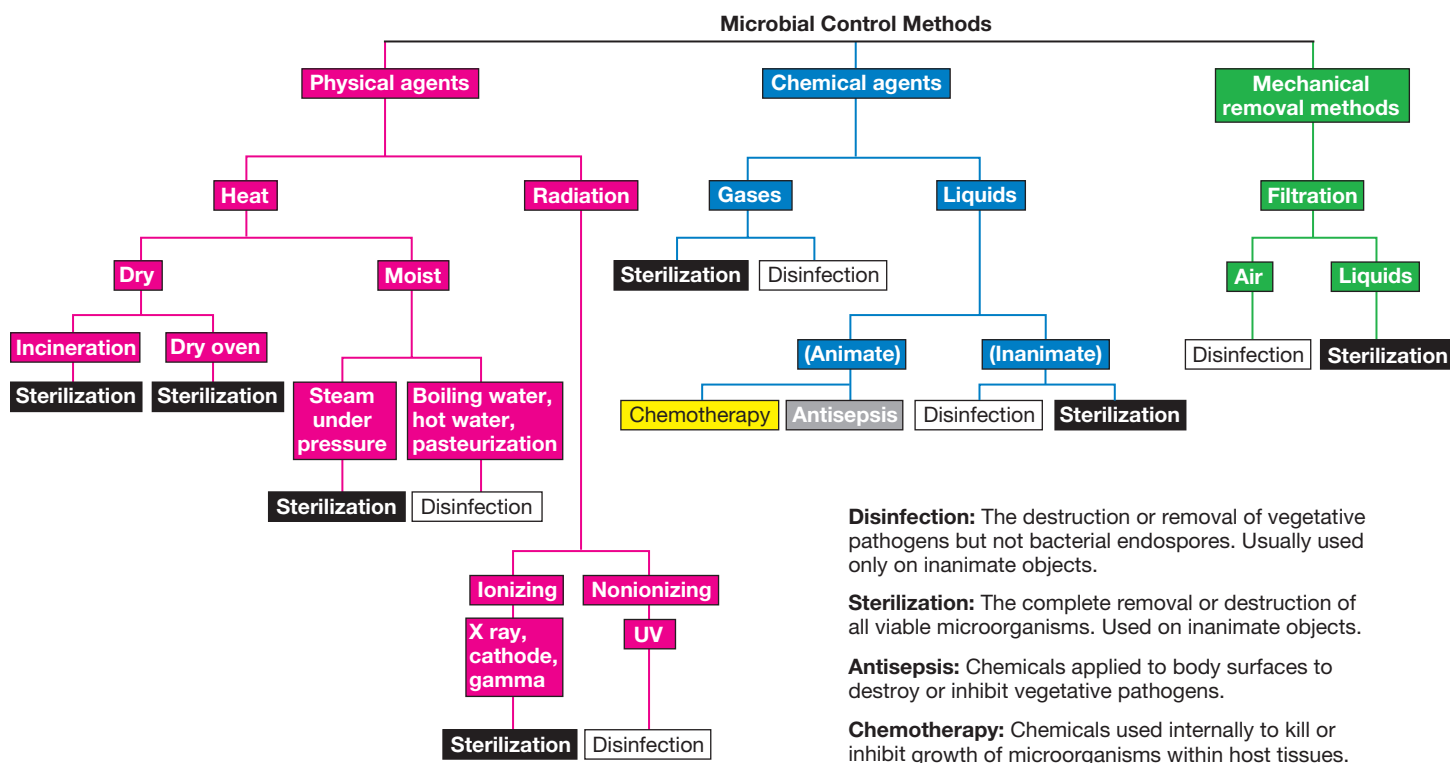 Microbial Control Methods
Physical agents
Chemical agents
Mechanical
removal methods
Heat
Radiation
Gases
Liquids
Filtration
Dry
Moist
Sterilization
Disinfection
Air
Liquids
Incineration
Dry oven
(Animate)
(Inanimate)
Disinfection
Sterilization
Sterilization
Sterilization
Steam
under
pressure
Boiling water,
hot water,
pasteurization
Chemotherapy
Antisepsis
Disinfection
Sterilization
Sterilization
Disinfection
Ionizing
Nonionizing
X ray,
cathode,
gamma
UV
Sterilization
Disinfection
Disinfection: The destruction or removal of vegetative
pathogens but not bacterial endospores. Usually used
only on inanimate objects.
Sterilization: The complete removal or destruction of
all viable microorganisms. Used on inanimate objects.
Antisepsis: Chemicals applied to body surfaces to
destroy or inhibit vegetative pathogens.
Chemotherapy: Chemicals used internally to kill or
inhibit growth of microorganisms within host tissues.